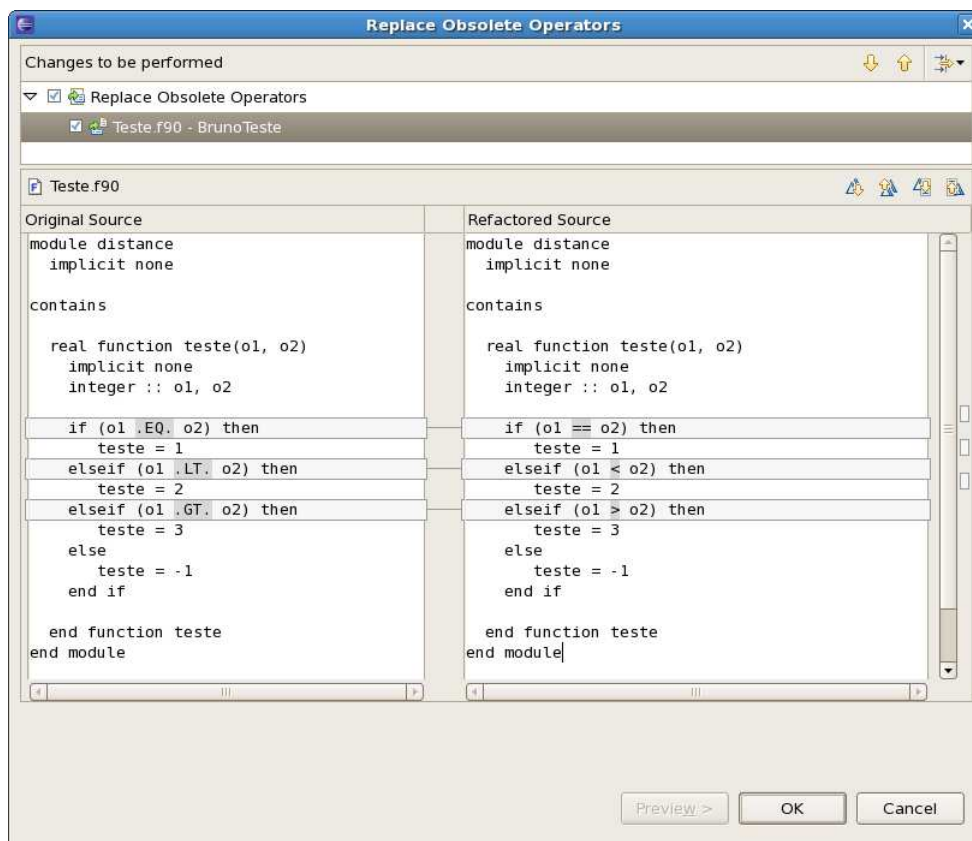 Replace Obsolete Operators
Changes to be performed
Replace Obsolete Operators
Teste.f90 - BrunoTeste
Teste.f90
Original Source
module distance
  implicit none

contains

  real function teste(o1, o2)
    implicit none
    integer :: o1, o2

    if (o1 .EQ. o2) then
       teste = 1
    elseif (o1 .LT. o2) then
       teste = 2
    elseif (o1 .GT. o2) then
       teste = 3
    else
       teste = -1
    end if

  end function teste
end module
Refactored Source
module distance
  implicit none

contains

  real function teste(o1, o2)
    implicit none
    integer :: o1, o2

    if (o1 == o2) then
       teste = 1
    elseif (o1 < o2) then
       teste = 2
    elseif (o1 > o2) then
       teste = 3
    else
       teste = -1
    end if

  end function teste
end module
Preview >
OK
Cancel